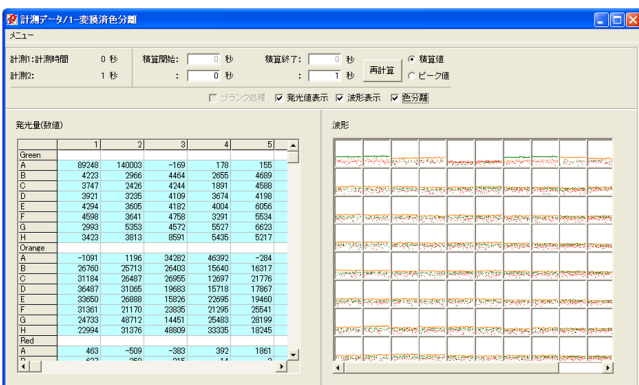 計測データ/1-変換済色分離
メニュー
計測1:計測時間 0 秒 積算開始: 0 秒 積算終了: 0 秒 再計算 積算値
計測2: 1 秒 : 0 秒 : 1 秒 ピーク値
ブランク処理 発光値表示 波形表示 色分離
発光量(数値) 波形
1 2 3 4 5
Green
A 89248 140003 -169 178 155
B 4223 2966 4464 2655 4689
C 3747 2426 4244 1891 4588
D 3921 3235 4109 3674 4198
E 4294 3605 4182 4004 6056
F 4598 3641 4758 3291 5534
G 2993 5353 4572 5527 6623
H 3423 3813 8591 5435 5217
Orange
A -1091 1196 34282 46392 -284
B 26760 25713 26403 15640 16317
C 31184 26487 26955 12697 21776
D 36487 31065 19683 15718 17867
E 33650 26888 15826 22695 19460
F 31361 21170 23835 21295 25541
G 24733 48712 14451 25483 28199
H 22994 31376 48809 33335 18245
Red
A 463 -509 -383 392 1861